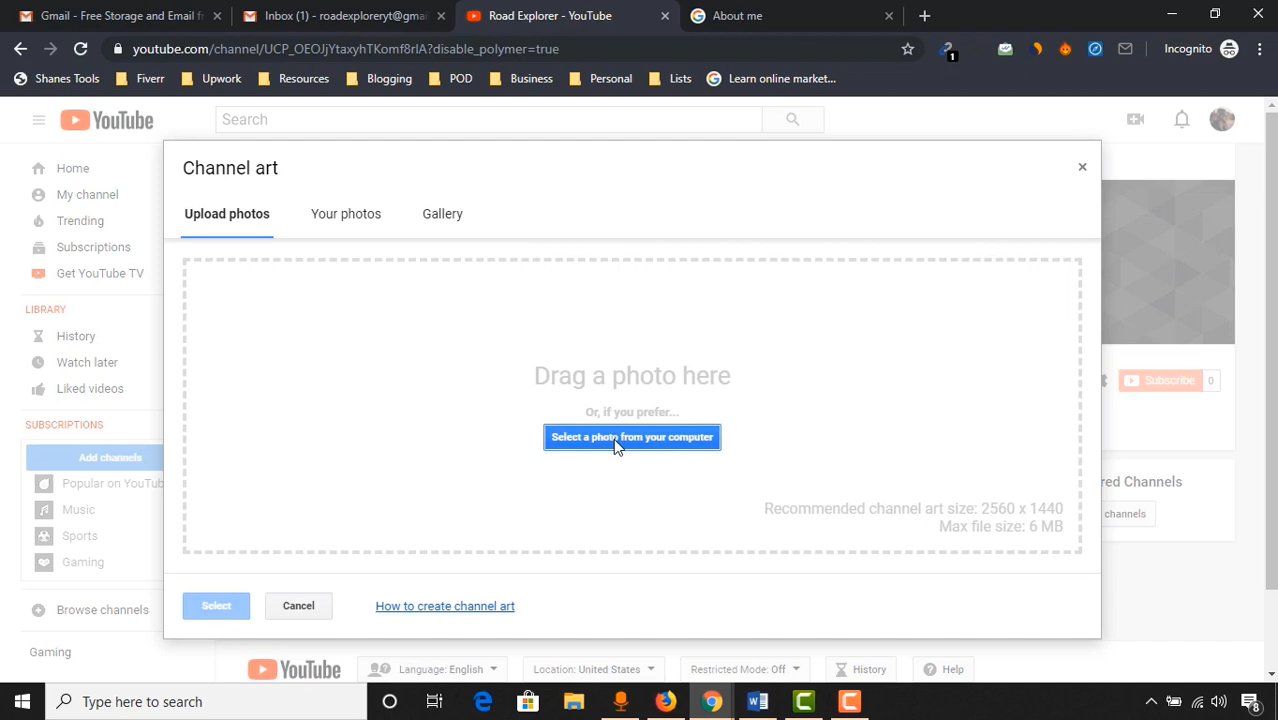 Gmail - Free Storage and Email f
Inbox (1) - roadexploreryt@gma
Road Explorer - YouTube
About me
youtube.com/channel/UCP_OEOJjYtaxyhTKomf8rlA?disable_polymer=true
1
Incognito
Shanes Tools
Fiverr
Upwork
Resources
Blogging
POD
Business
Personal
Lists
Learn online market...
YouTube
Search
Channel art
Home
My channel
Upload photos
Your photos
Gallery
Trending
Subscriptions
Get YouTube TV
LIBRARY
History
Watch later
Drag a photo here
Liked videos
Subscribe
0
Or, if you prefer...
SUBSCRIPTIONS
Select a photo from your computer
Add channels
Popular on YouTub
red Channels
Music
Recommended channel art size: 2560 x 1440
channels
Max file size: 6 MB
Sports
Gaming
Browse channels
Select
Cancel
How to create channel art
Gaming
YouTube
Language: English
Location: United States
Restricted Mode: Off
History
Help
Type here to search
8